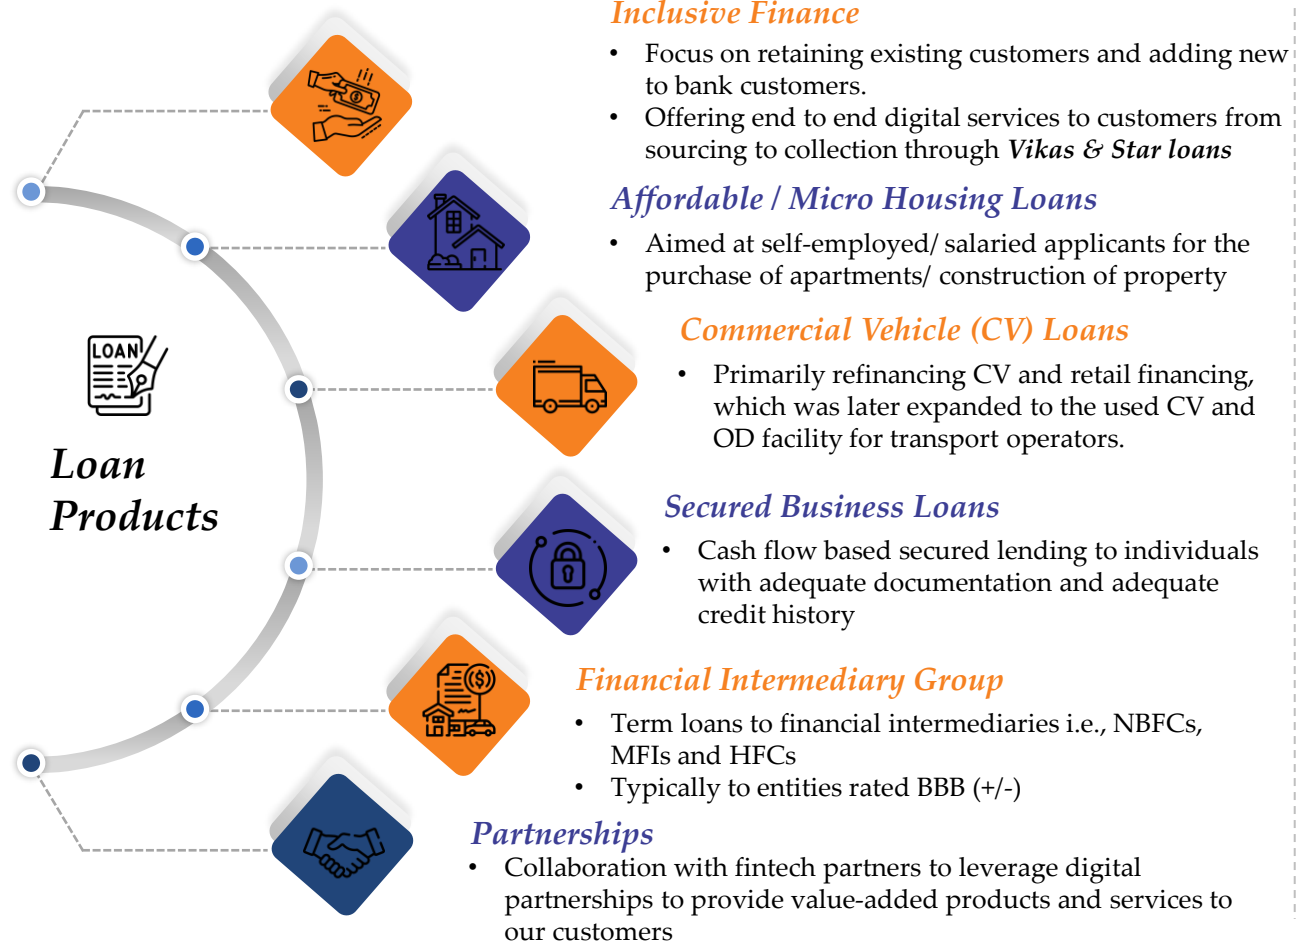 Inclusive Finance
• Focus on retaining existing customers and adding new
to bank customers.
• Offering end to end digital services to customers from
sourcing to collection through Vikas & Star loans
Affordable / Micro Housing Loans
• Aimed at self-employed/ salaried applicants for the
purchase of apartments/ construction of property
LOAN
Loan
Products
Commercial Vehicle (CV) Loans
• Primarily refinancing CV and retail financing,
which was later expanded to the used CV and
OD facility for transport operators.
Secured Business Loans
• Cash flow based secured lending to individuals
with adequate documentation and adequate
credit history
Financial Intermediary Group
• Term loans to financial intermediaries i.e., NBFCs,
MFIs and HFCs
• Typically to entities rated BBB (+/-)
Partnerships
• Collaboration with fintech partners to leverage digital
partnerships to provide value-added products and services to
our customers